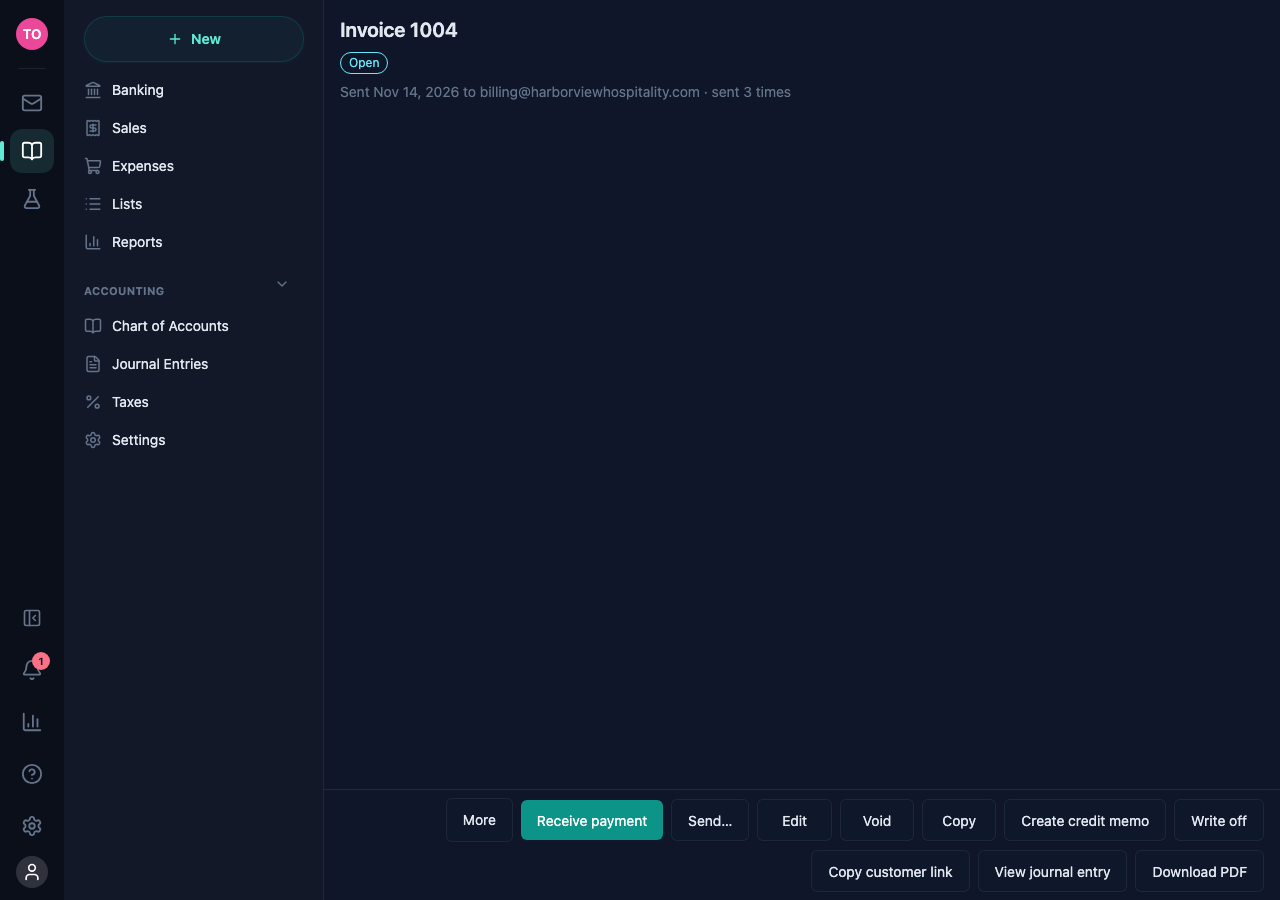 TO
New
Banking
Sales
Expenses
Lists
Reports
ACCOUNTING
Chart of Accounts
Journal Entries
Taxes
Settings
1
Invoice 1004
Open
Sent Nov 14, 2026 to billing@harborviewhospitality.com · sent 3 times
More Receive payment Send... Edit Void Copy Create credit memo Write off
Copy customer link View journal entry Download PDF